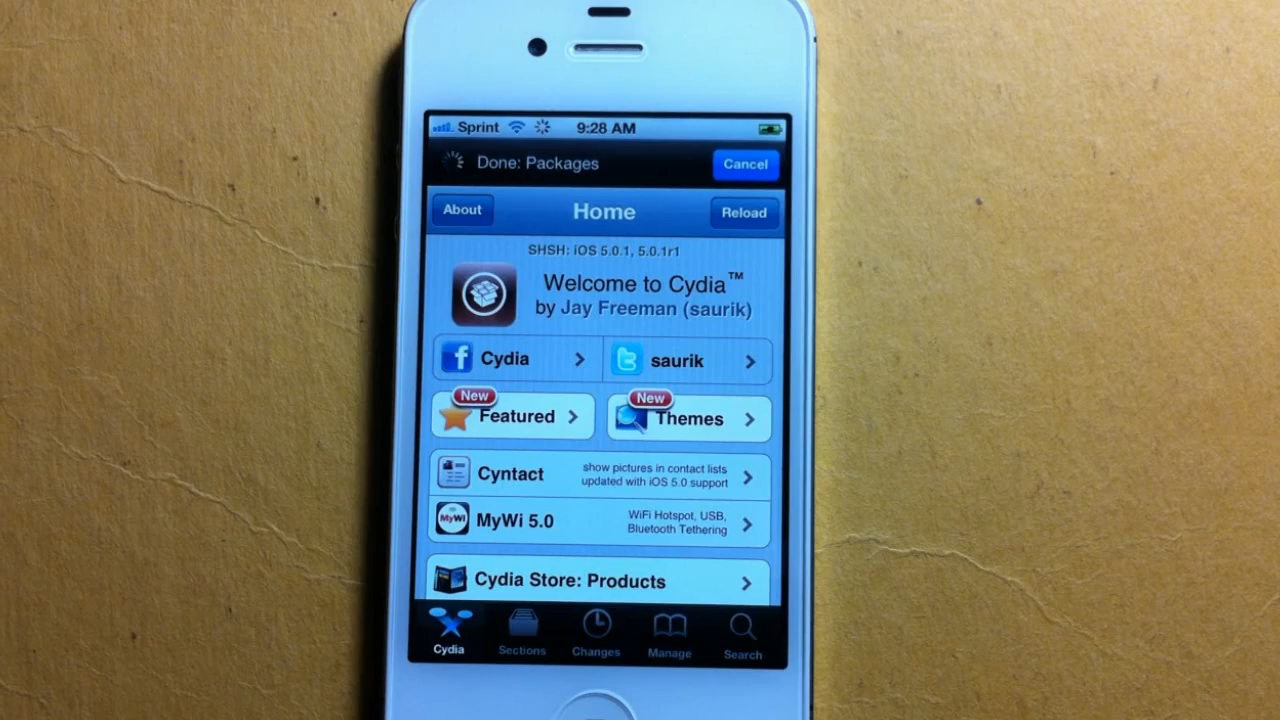 Sprint 9:28 AM
Done: Packages Cancel
About Home Reload
SHSH: iOS 5.0.1, 5.0.1r1
Welcome to Cydia™
by Jay Freeman (saurik)
Cydia saurik
New New
Featured Themes
Cyntact
show pictures in contact lists
updated with iOS 5.0 support
MyWi MyWi 5.0
WiFi Hotspot, USB,
Bluetooth Tethering
Cydia Store: Products
Cydia Sections Changes Manage Search